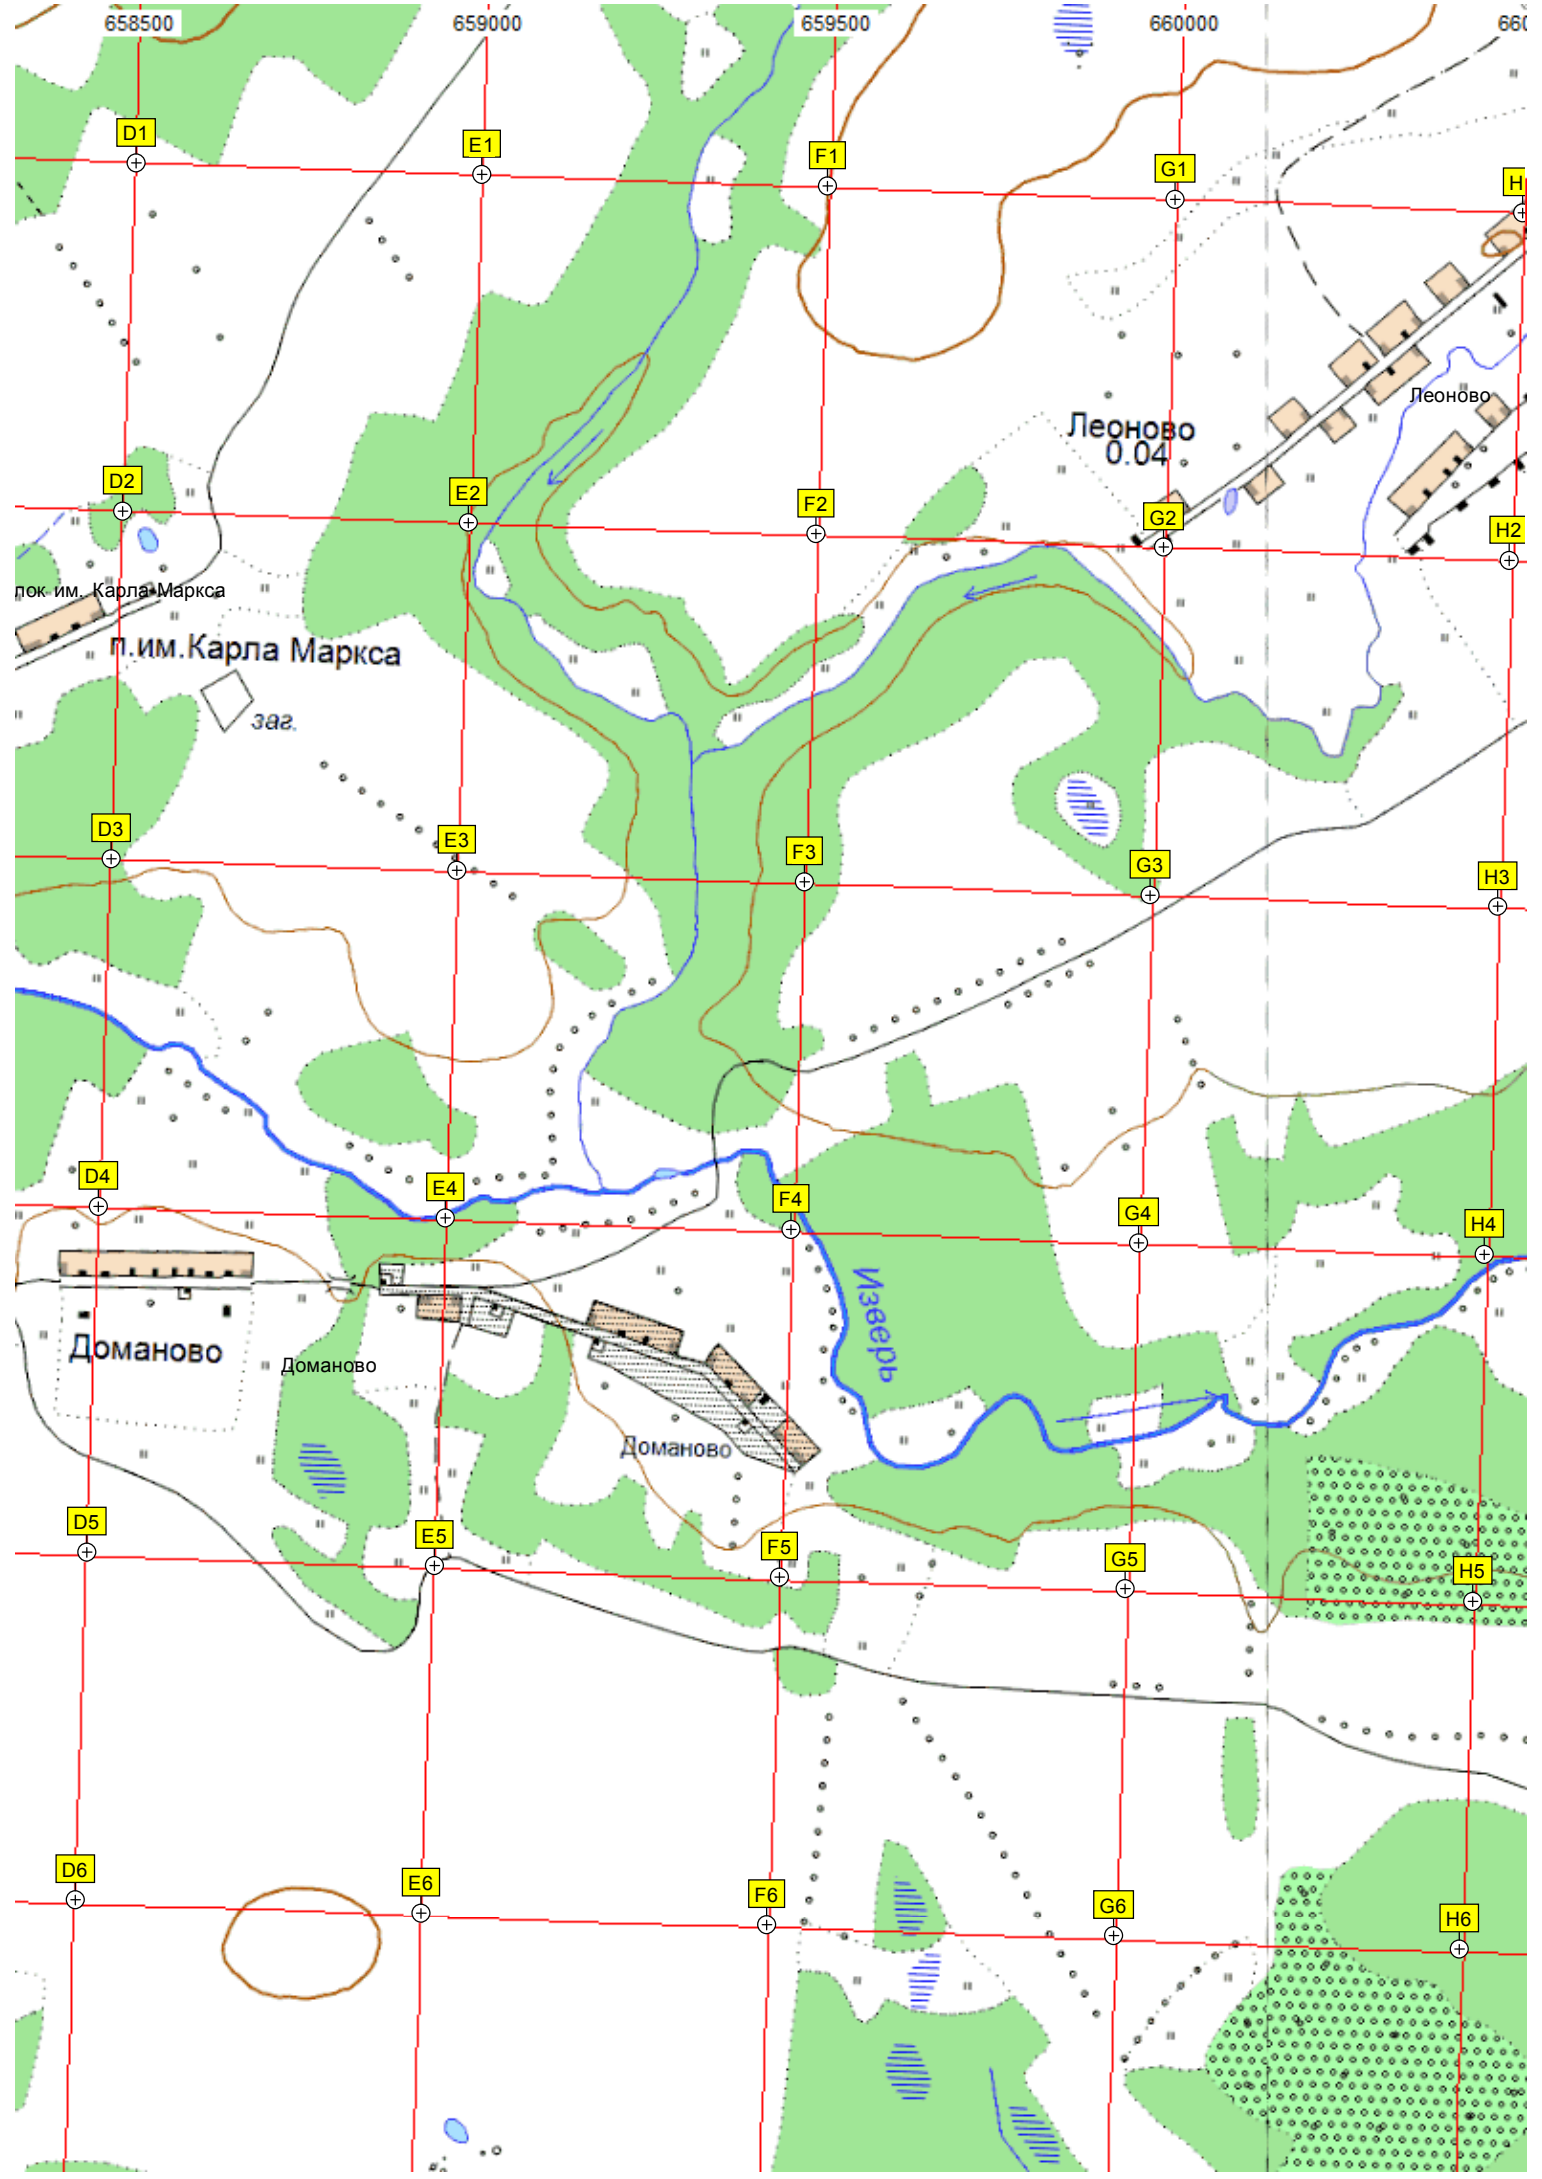 658500 659000 659500 660000 660
D1 E1 F1 G1 H
Леоново
Леоново
0.04
D2 E2 F2 G2 H2
лок им. Карла Маркса
п.им.Карла Маркса
заг.
D3 E3 F3 G3 H3
D4 E4 F4 G4 H4
Изверь
Доманово
Доманово
Доманово
D5 E5 F5 G5 H5
D6 E6 F6 G6 H6